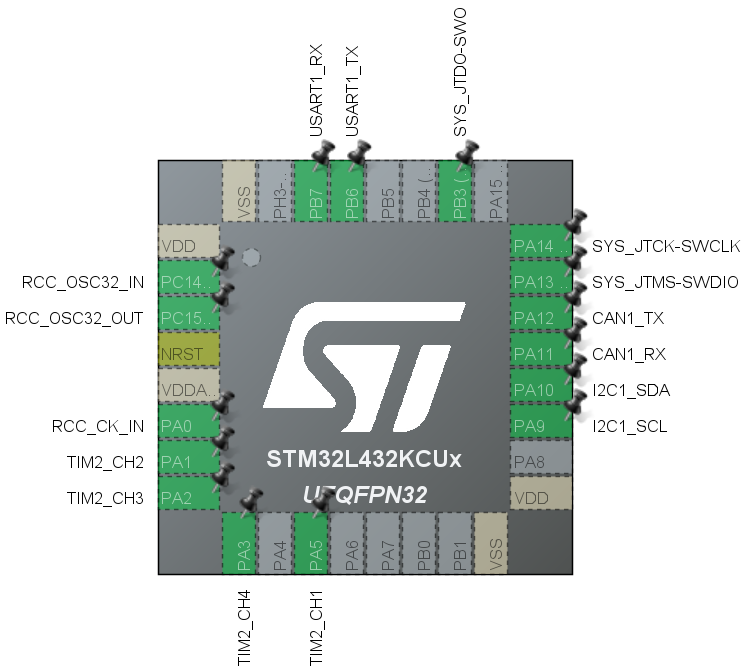 USART1_RX
USART1_TX
SYS_JTDO-SWO
VSS
PH3-...
PB7
PB6
PB5
PB4 (...
PB3 (...
PA15...
VDD
RCC_OSC32_IN PC14...
RCC_OSC32_OUT PC15...
NRST
VDDA...
RCC_CK_IN PA0
TIM2_CH2 PA1
TIM2_CH3 PA2
PA14 ... SYS_JTCK-SWCLK
PA13 ... SYS_JTMS-SWDIO
PA12 CAN1_TX
PA11 CAN1_RX
PA10 I2C1_SDA
PA9 I2C1_SCL
PA8
VDD
ST
STM32L432KCUx
UFQFPN32
PA3
PA4
PA5
PA6
PA7
PB0
PB1
VSS
TIM2_CH4
TIM2_CH1